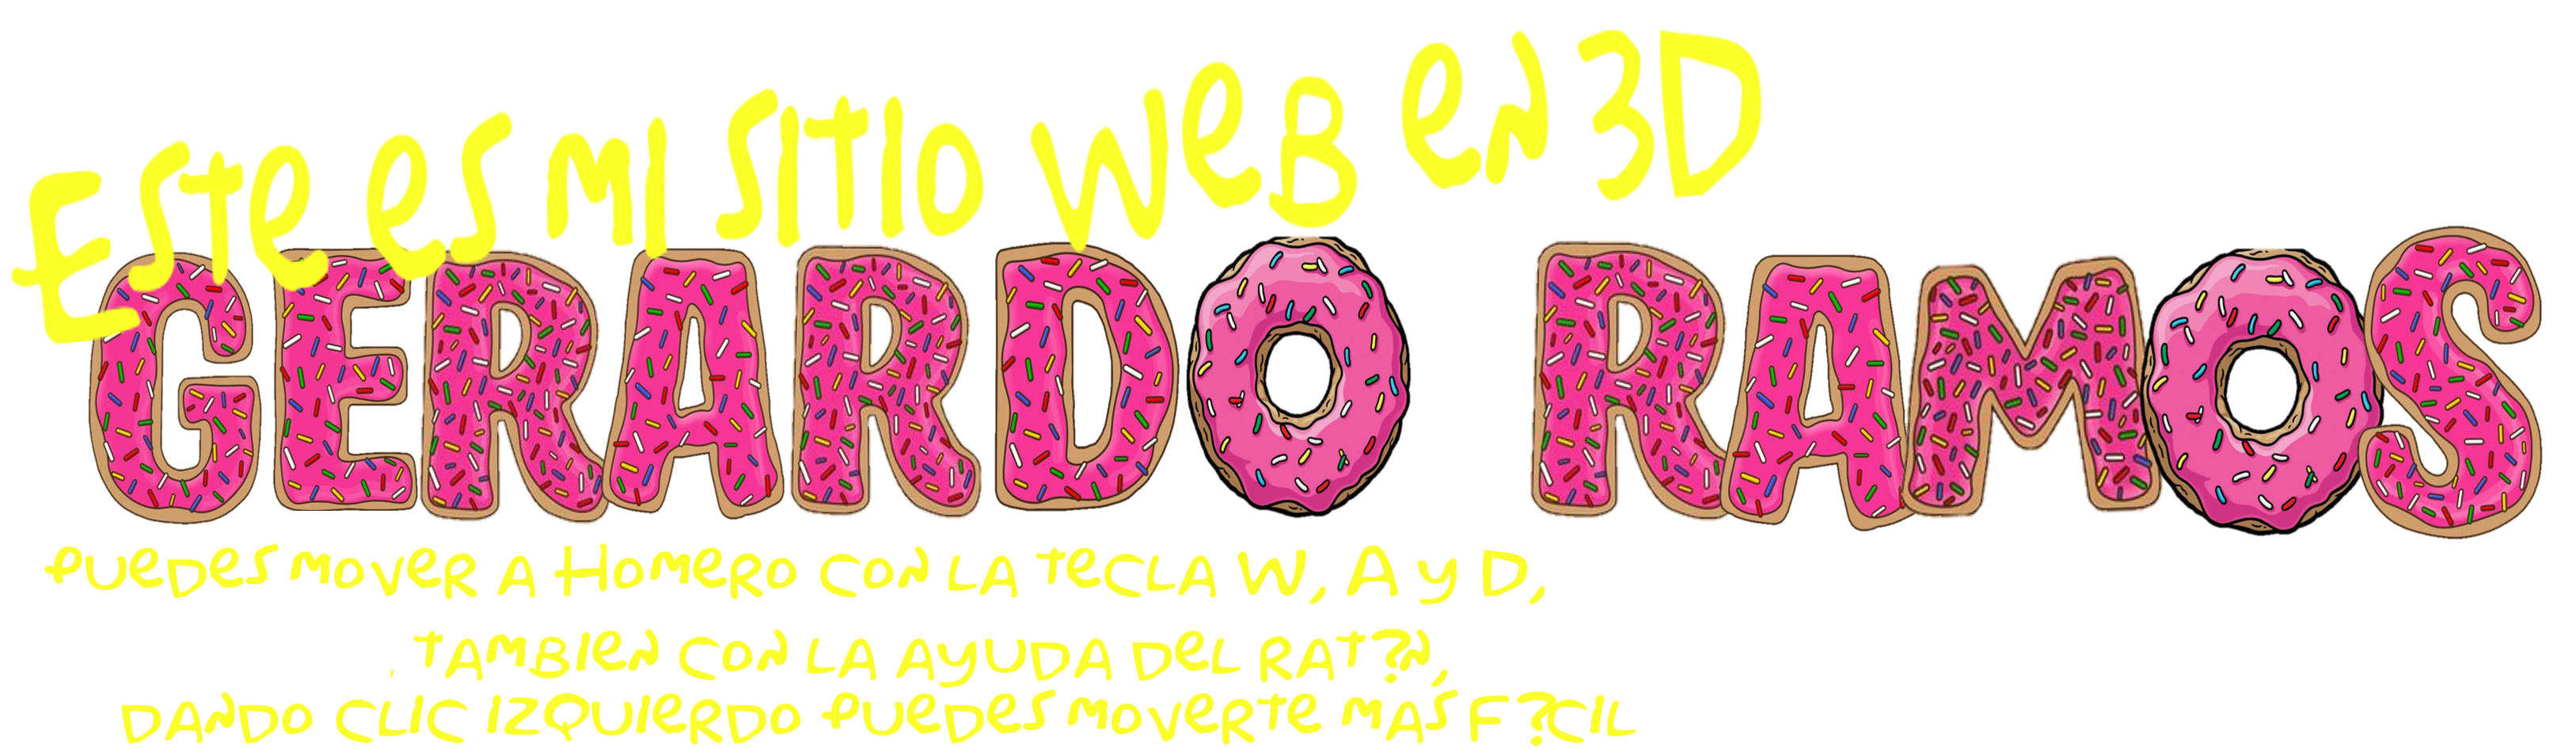 Este es mi sitio web en 3D
GERARDO RAMOS
Puedes mover a Homero con la tecla W, A y D,
tambien con la ayuda del rat?n,
dando clic izquierdo puedes moverte mas f?cil